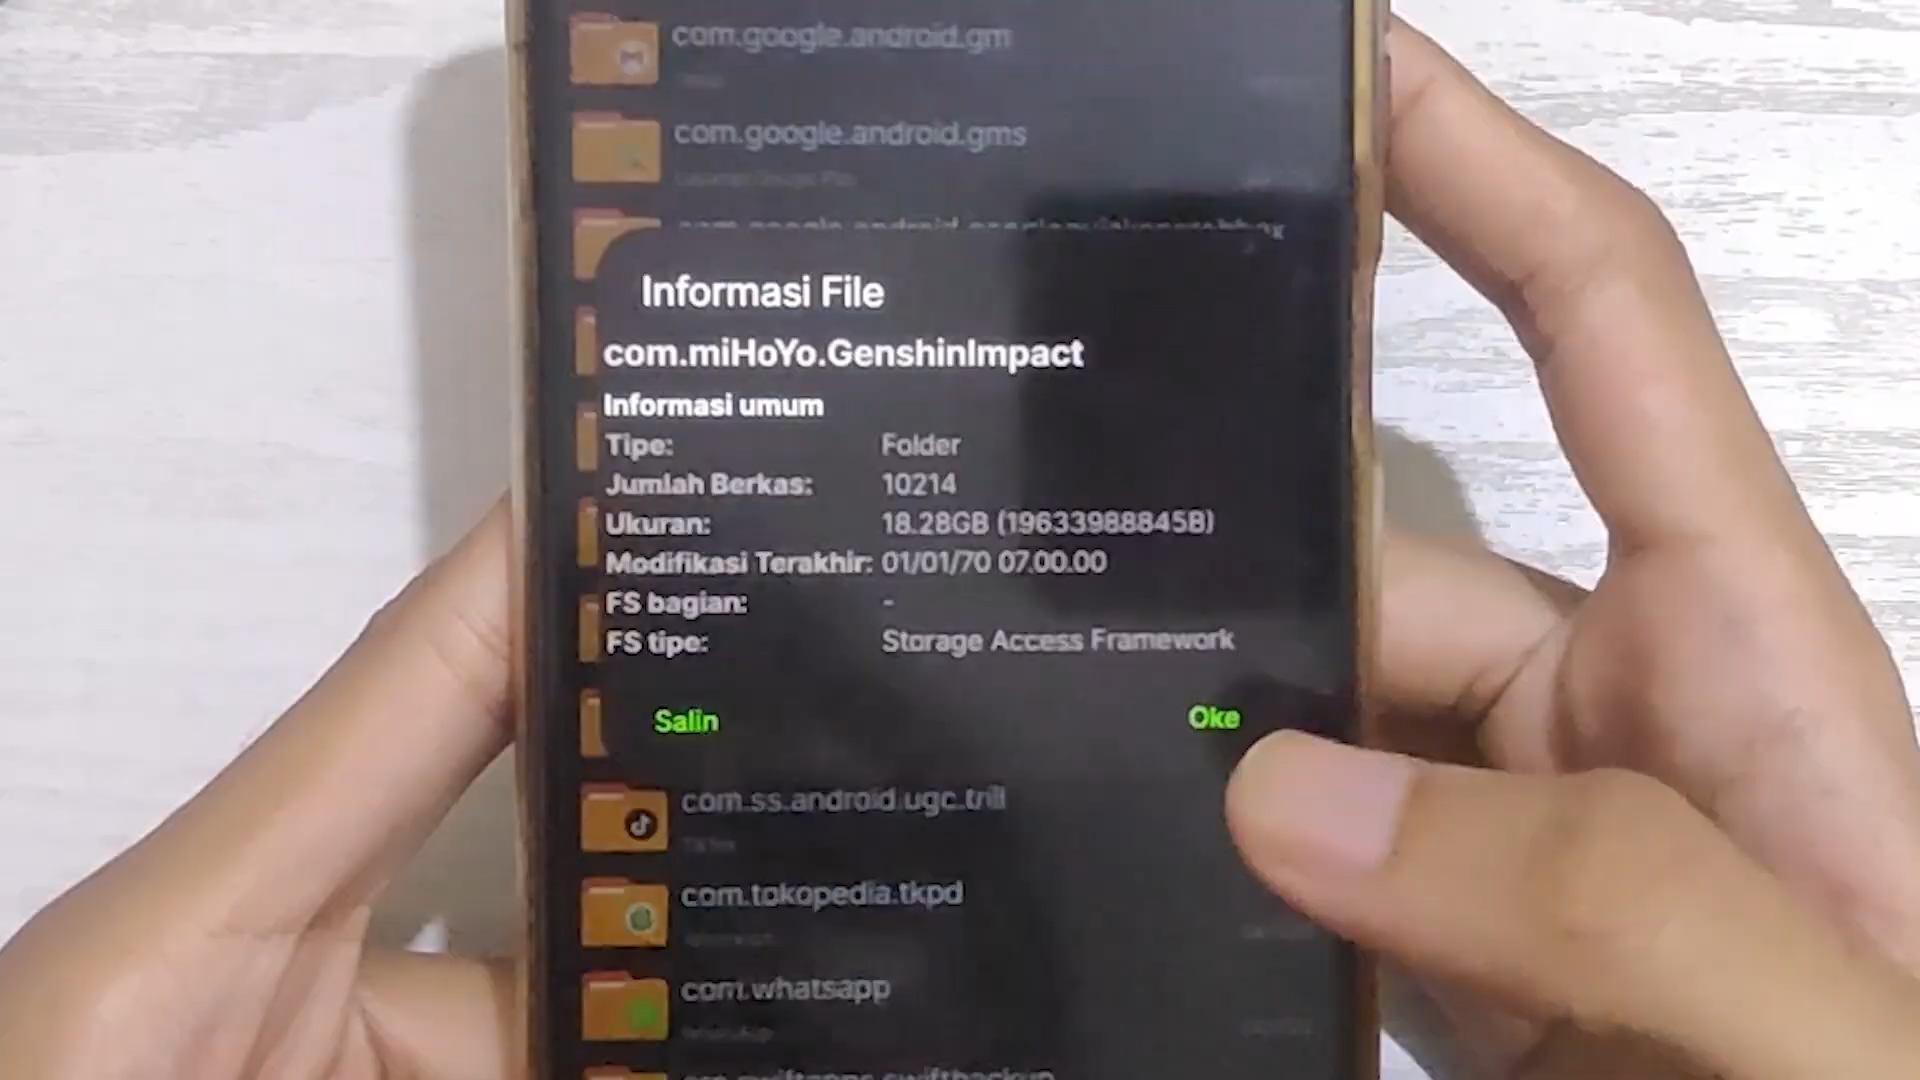 com.google.android.gm
com.google.android.gms
Informasi File
com.miHoYo.GenshinImpact
Informasi umum
Tipe: Folder
Jumlah Berkas: 10214
Ukuran: 18.28GB (19633988845B)
Modifikasi Terakhir: 01/01/70 07.00.00
FS bagian: -
FS tipe: Storage Access Framework
Salin Oke
com.ss.android.ugc.trill
TikTok
com.tokopedia.tkpd
com.whatsapp
WhatsApp